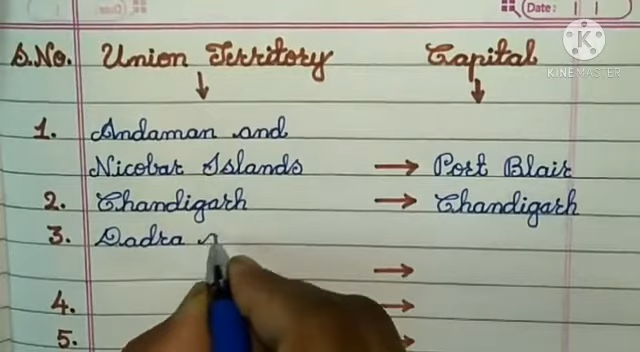 Date:
KINEMASTER
S.No. Union Territory Capital
1. Andaman and
Nicobar Islands → Port Blair
2. Chandigarh → Chandigarh
3. Dadra
4.
5.